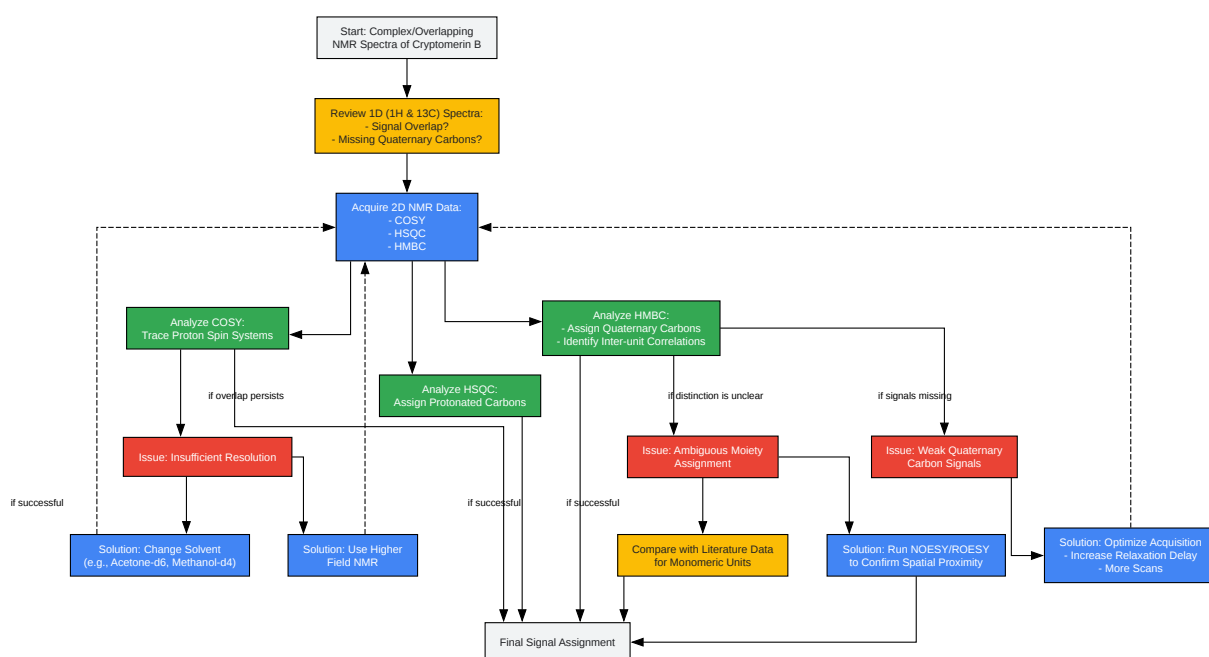 Start: Complex/Overlapping
NMR Spectra of Cryptomerin B
Review 1D (1H & 13C) Spectra:
- Signal Overlap?
- Missing Quaternary Carbons?
Acquire 2D NMR Data:
- COSY
- HSQC
- HMBC
Analyze COSY:
Trace Proton Spin Systems
Analyze HMBC:
- Assign Quaternary Carbons
- Identify Inter-unit Correlations
Analyze HSQC:
Assign Protonated Carbons
if overlap persists
if distinction is unclear
if signals missing
Issue: Insufficient Resolution
Issue: Ambiguous Moiety
Assignment
Issue: Weak Quaternary
Carbon Signals
if successful
if successful
if successful
Solution: Change Solvent
(e.g., Acetone-d6, Methanol-d4)
Solution: Use Higher
Field NMR
Compare with Literature Data
for Monomeric Units
Solution: Run NOESY/ROESY
to Confirm Spatial Proximity
Solution: Optimize Acquisition
- Increase Relaxation Delay
- More Scans
Final Signal Assignment